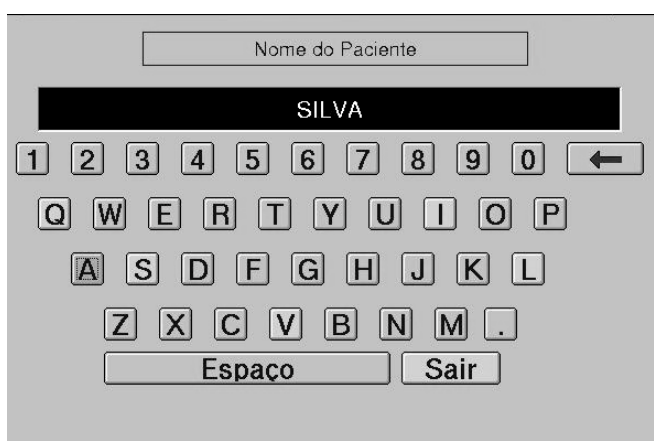 Nome do Paciente
SILVA
1 2 3 4 5 6 7 8 9 0 ←
Q W E R T Y U I O P
A S D F G H J K L
Z X C V B N M .
Espaço Sair